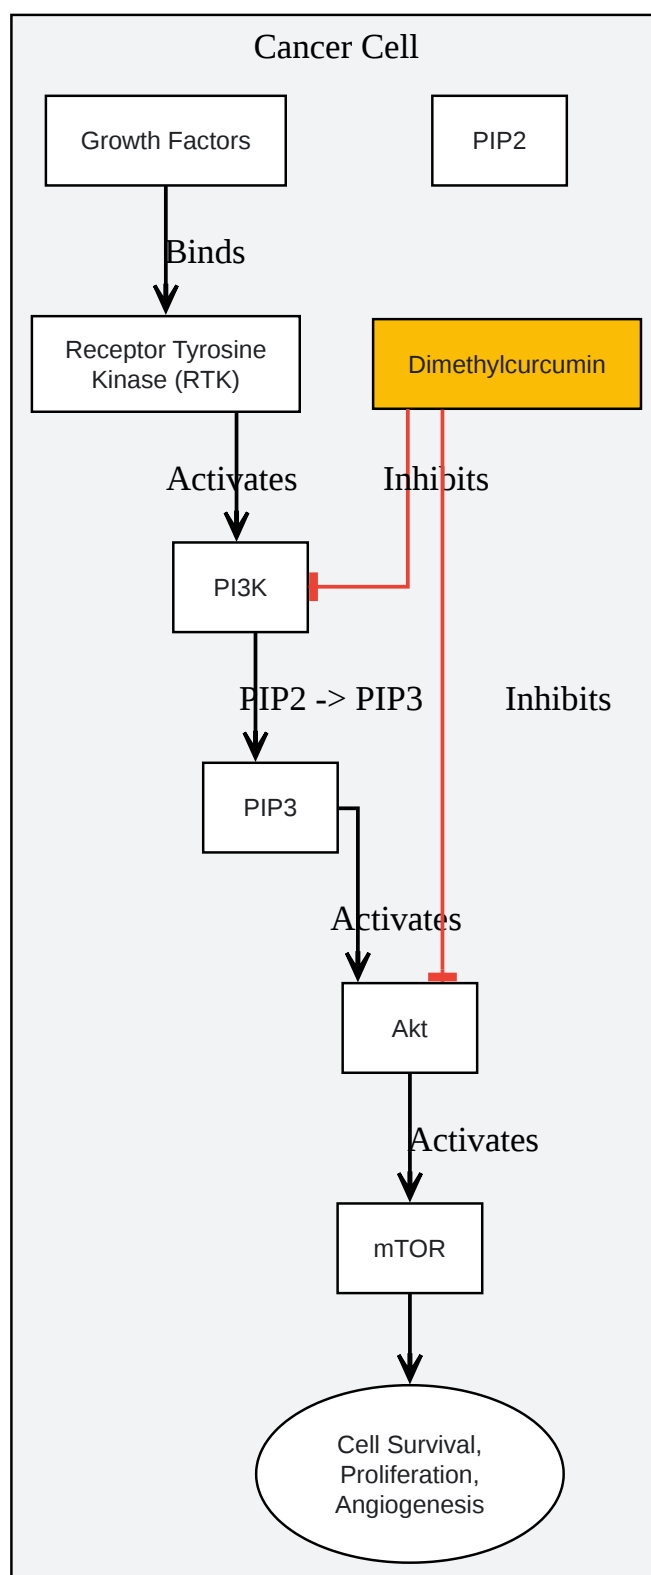 Cancer Cell
Growth Factors
PIP2
Binds
Receptor Tyrosine
Kinase (RTK)
Dimethylcurcumin
Activates
Inhibits
PI3K
PIP2 -> PIP3
Inhibits
PIP3
Activates
Akt
Activates
mTOR
Cell Survival,
Proliferation,
Angiogenesis